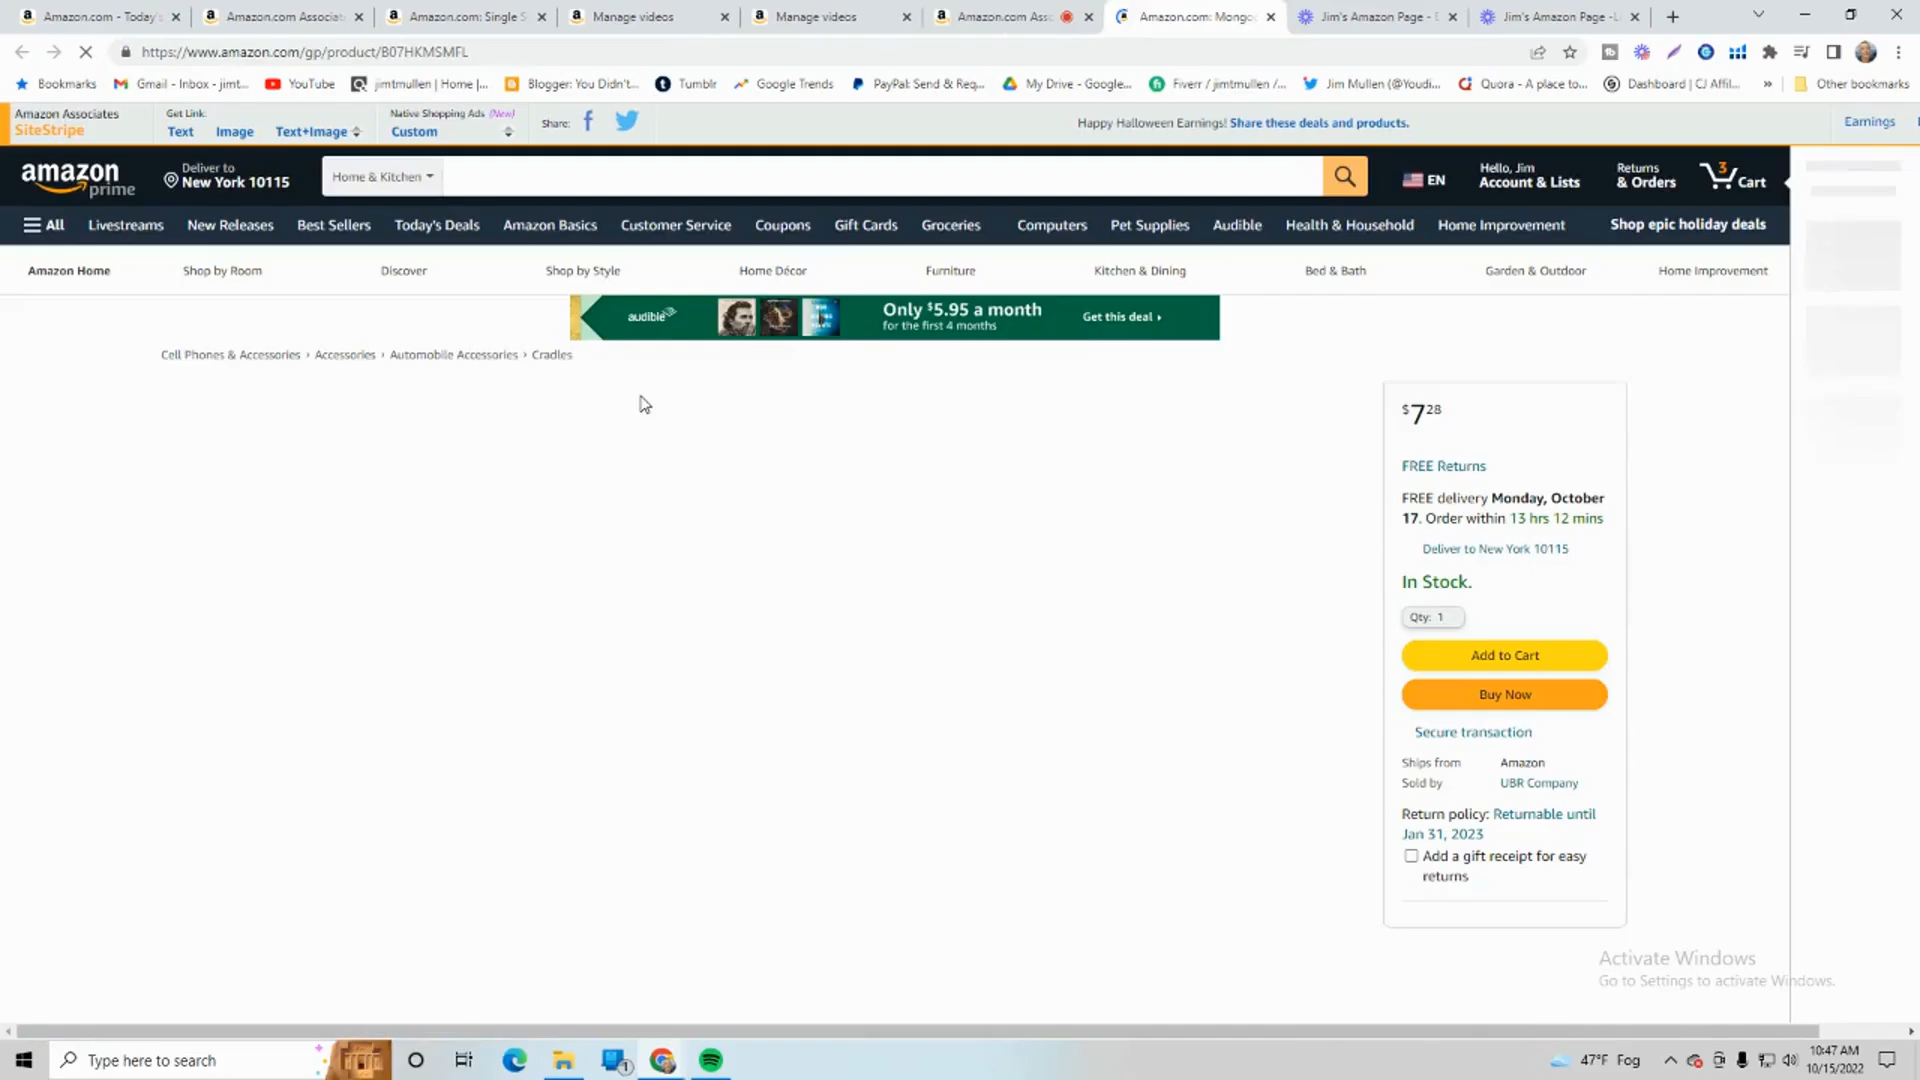 Amazon.com - Today's
Amazon.com Associat
Amazon.com: Single S
Manage videos
Manage videos
Amazon.com Ass
Amazon.com: Mongo
Jim's Amazon Page -
Jim's Amazon Page -L
https://www.amazon.com/gp/product/B07HKMSMFL
Bookmarks
Gmail - Inbox - jimt...
YouTube
jimtmullen | Home |...
Blogger: You Didn't...
Tumblr
Google Trends
PayPal: Send & Req...
My Drive - Google...
Fiverr / jimtmullen /...
Jim Mullen (@Youdi...
Quora - A place to...
Dashboard | CJ Affil...
»
Other bookmarks
Amazon Associates
SiteStripe
Get Link:
Text Image Text+Image
Native Shopping Ads (New)
Custom
Share:
Happy Halloween Earnings! Share these deals and products.
Earnings
amazon
prime
Deliver to
New York 10115
Home & Kitchen
EN
Hello, Jim
Account & Lists
Returns
& Orders
3
Cart
All
Livestreams
New Releases
Best Sellers
Today's Deals
Amazon Basics
Customer Service
Coupons
Gift Cards
Groceries
Computers
Pet Supplies
Audible
Health & Household
Home Improvement
Shop epic holiday deals
Amazon Home
Shop by Room
Discover
Shop by Style
Home Décor
Furniture
Kitchen & Dining
Bed & Bath
Garden & Outdoor
Home Improvement
audible
Only $5.95 a month
for the first 4 months
Get this deal ›
Cell Phones & Accessories › Accessories › Automobile Accessories › Cradles
$7 28
FREE Returns
FREE delivery Monday, October
17. Order within 13 hrs 12 mins
Deliver to New York 10115
In Stock.
Qty: 1
Add to Cart
Buy Now
Secure transaction
Ships from Amazon
Sold by UBR Company
Return policy: Returnable until
Jan 31, 2023
Add a gift receipt for easy
returns
Activate Windows
Go to Settings to activate Windows.
Type here to search
1
47°F Fog
10:47 AM
10/15/2022